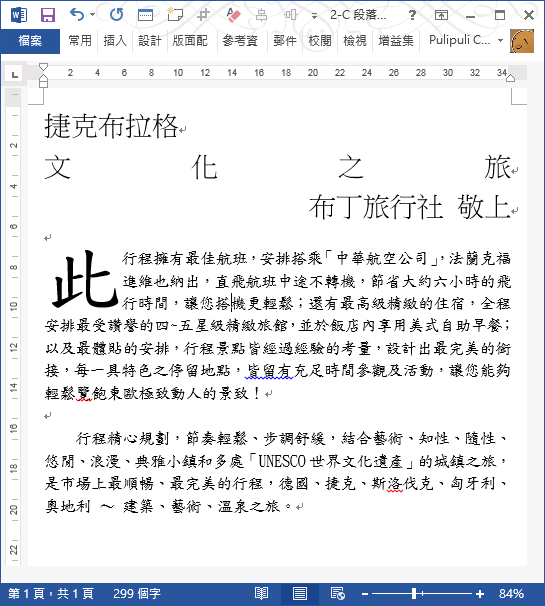 2-C 段落...
檔案 常用 插入 設計 版面配 參考資 郵件 校閱 檢視 增益集 Pulipuli C...
L 2 2 4 6 8 10 12 14 16 18 20 22 24 26 28 30 32 34
2
4
6
8
10
12
14
16
18
20
22
捷克布拉格
文化之旅
布丁旅行社 敬上
此行程擁有最佳航班，安排搭乘「中華航空公司」，法蘭克福
進維也納出，直飛航班中途不轉機，節省大約六小時的飛
行時間，讓您搭機更輕鬆；還有最高級精緻的住宿，全程
安排最受讚譽的四~五星級精緻旅館，並於飯店內享用美式自助早餐；
以及最體貼的安排，行程景點皆經過經驗的考量，設計出最完美的銜
接，每一具特色之停留地點，皆留有充足時間參觀及活動，讓您能夠
輕鬆覽飽東歐極致動人的景致！
行程精心規劃，節奏輕鬆、步調舒緩，結合藝術、知性、隨性、
悠閒、浪漫、典雅小鎮和多處「UNESCO 世界文化遺產」的城鎮之旅，
是市場上最順暢、最完美的行程，德國、捷克、斯洛伐克、匈牙利、
奧地利 ～ 建築、藝術、溫泉之旅。
第 1 頁，共 1 頁 299 個字 84%